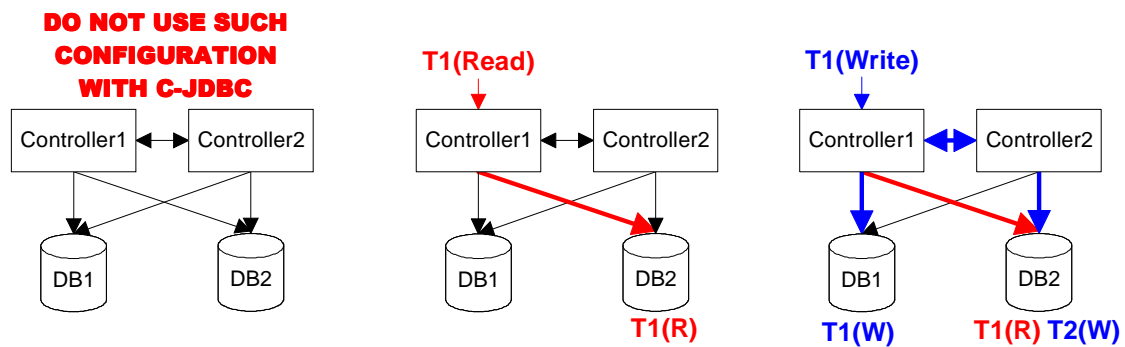 DO NOT USE SUCH
CONFIGURATION
WITH C-JDBC
Controller1
Controller2
DB1
DB2
T1(Read)
Controller1
Controller2
DB1
DB2
T1(R)
T1(Write)
Controller1
Controller2
DB1
DB2
T1(W)
T1(R) T2(W)